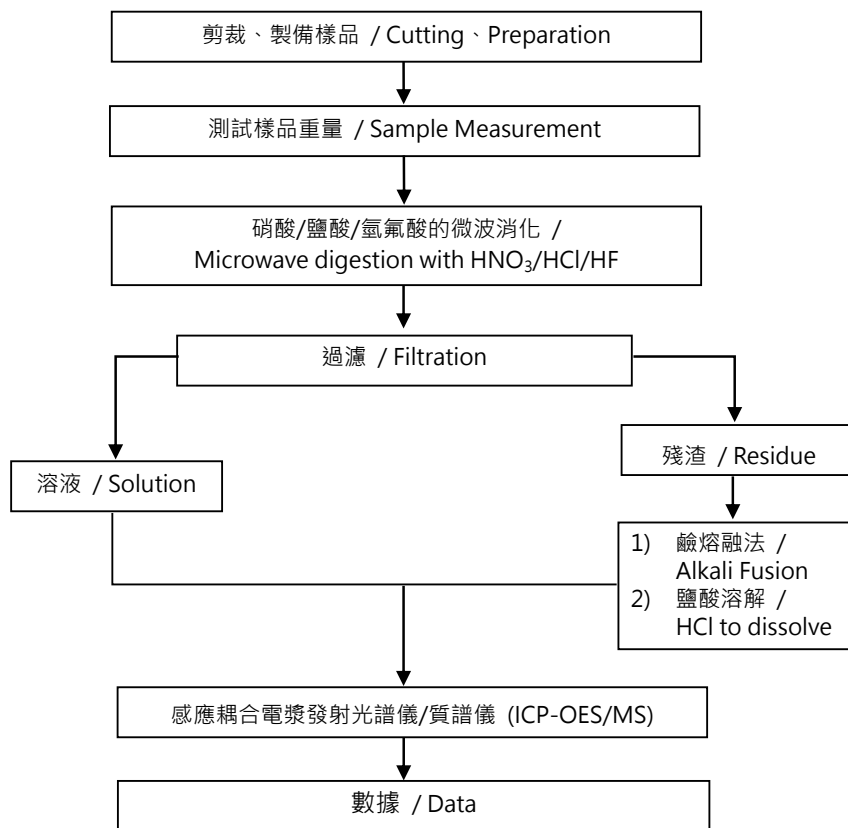 剪裁、製備樣品 / Cutting、Preparation
測試樣品重量 / Sample Measurement
硝酸/鹽酸/氫氟酸的微波消化 /
Microwave digestion with HNO₃/HCl/HF
過濾 / Filtration
溶液 / Solution
殘渣 / Residue
1) 鹼熔融法 /
Alkali Fusion
2) 鹽酸溶解 /
HCl to dissolve
感應耦合電漿發射光譜儀/質譜儀 (ICP-OES/MS)
數據 / Data